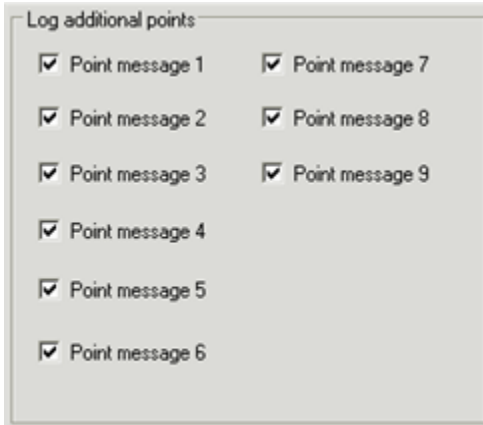 Log additional points
Point message 1
Point message 2
Point message 3
Point message 4
Point message 5
Point message 6
Point message 7
Point message 8
Point message 9